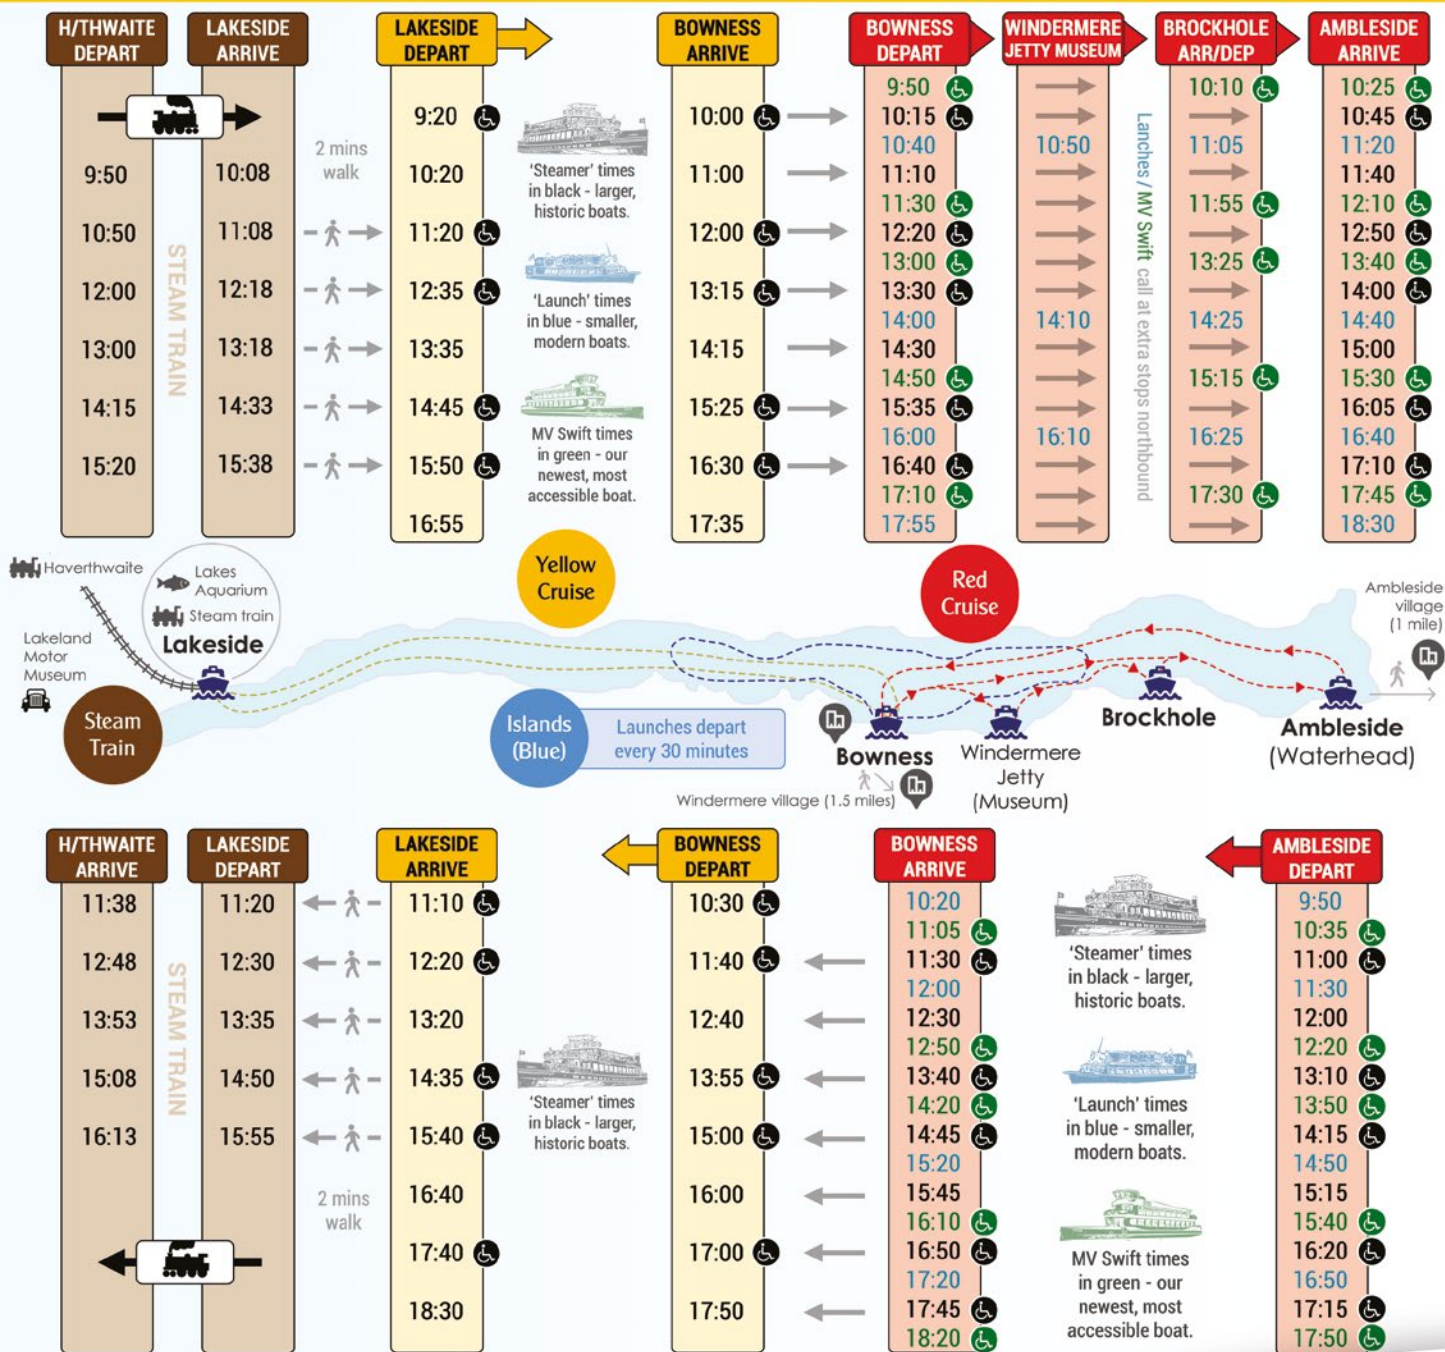 H/THWAITE DEPART LAKESIDE ARRIVE LAKESIDE DEPART BOWNESS ARRIVE BOWNESS DEPART WINDERMERE JETTY MUSEUM BROCKHOLE ARR/DEP AMBLESIDE ARRIVE
9:50 10:10 10:25
9:20 10:00 10:15 10:45
10:40 10:50 11:05 11:20
9:50 10:08 10:20 11:00 11:10 11:40
11:30 11:55 12:10
10:50 11:08 11:20 12:00 12:20 12:50
13:00 13:25 13:40
12:00 12:18 12:35 13:15 13:30 14:00
14:00 14:10 14:25 14:40
13:00 13:18 13:35 14:15 14:30 15:00
14:50 15:15 15:30
14:15 14:33 14:45 15:25 15:35 16:05
16:00 16:10 16:25 16:40
15:20 15:38 15:50 16:30 16:40 17:10
17:10 17:30 17:45
16:55 17:35 17:55 18:30
STEAM TRAIN
2 mins
walk
'Steamer' times
in black - larger,
historic boats.
'Launch' times
in blue - smaller,
modern boats.
MV Swift times
in green - our
newest, most
accessible boat.
Lanches / MV Swift call at extra stops northbound
Haverthwaite
Lakes
Aquarium
Steam train
Lakeside
Lakeland
Motor
Museum
Steam
Train
Yellow
Cruise
Islands
(Blue)
Launches depart
every 30 minutes
Red
Cruise
Bowness
Windermere village (1.5 miles)
Windermere
Jetty
(Museum)
Brockhole
Ambleside
(Waterhead)
Ambleside
village
(1 mile)
H/THWAITE ARRIVE LAKESIDE DEPART LAKESIDE ARRIVE BOWNESS DEPART BOWNESS ARRIVE AMBLESIDE DEPART
11:38 11:20 11:10 10:30 10:20 9:50
11:05 10:35
12:48 12:30 12:20 11:40 11:30 11:00
12:00 11:30
13:53 13:35 13:20 12:40 12:30 12:00
12:50 12:20
15:08 14:50 14:35 13:55 13:40 13:10
14:20 13:50
16:13 15:55 15:40 15:00 14:45 14:15
15:20 14:50
16:40 16:00 15:45 15:15
16:10 15:40
17:40 17:00 16:50 16:20
17:20 16:50
18:30 17:50 17:45 17:15
18:20 17:50
STEAM TRAIN
2 mins
walk
'Steamer' times
in black - larger,
historic boats.
'Steamer' times
in black - larger,
historic boats.
'Launch' times
in blue - smaller,
modern boats.
MV Swift times
in green - our
newest, most
accessible boat.